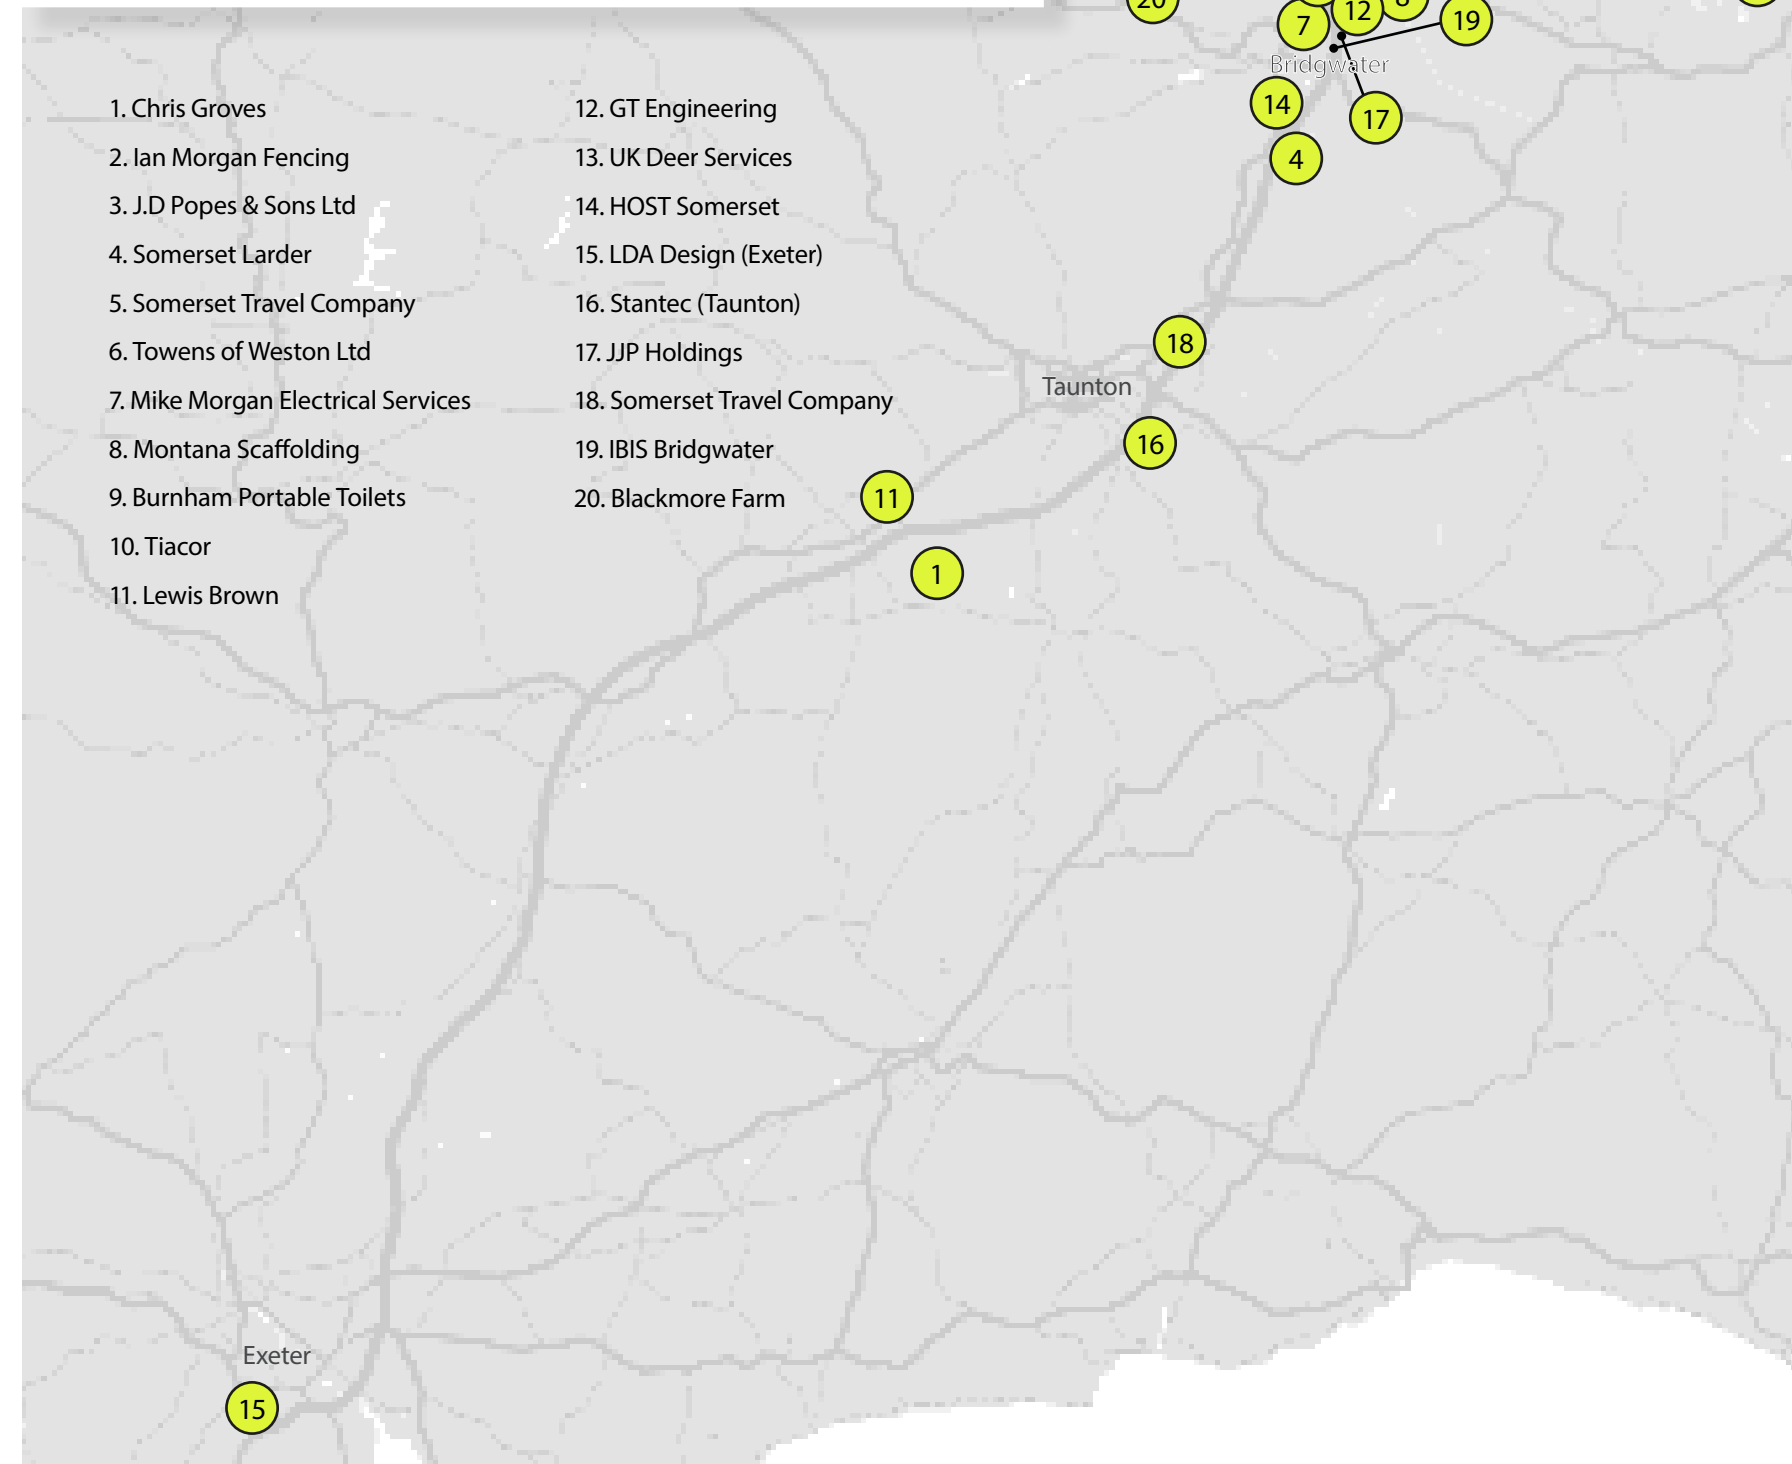 20
7
12
8
19
Bridgwater
14
17
4
1. Chris Groves
2. Ian Morgan Fencing
3. J.D Popes & Sons Ltd
4. Somerset Larder
5. Somerset Travel Company
6. Towens of Weston Ltd
7. Mike Morgan Electrical Services
8. Montana Scaffolding
9. Burnham Portable Toilets
10. Tiacor
11. Lewis Brown
12. GT Engineering
13. UK Deer Services
14. HOST Somerset
15. LDA Design (Exeter)
16. Stantec (Taunton)
17. JJP Holdings
18. Somerset Travel Company
19. IBIS Bridgwater
20. Blackmore Farm
18
Taunton
16
11
1
Exeter
15